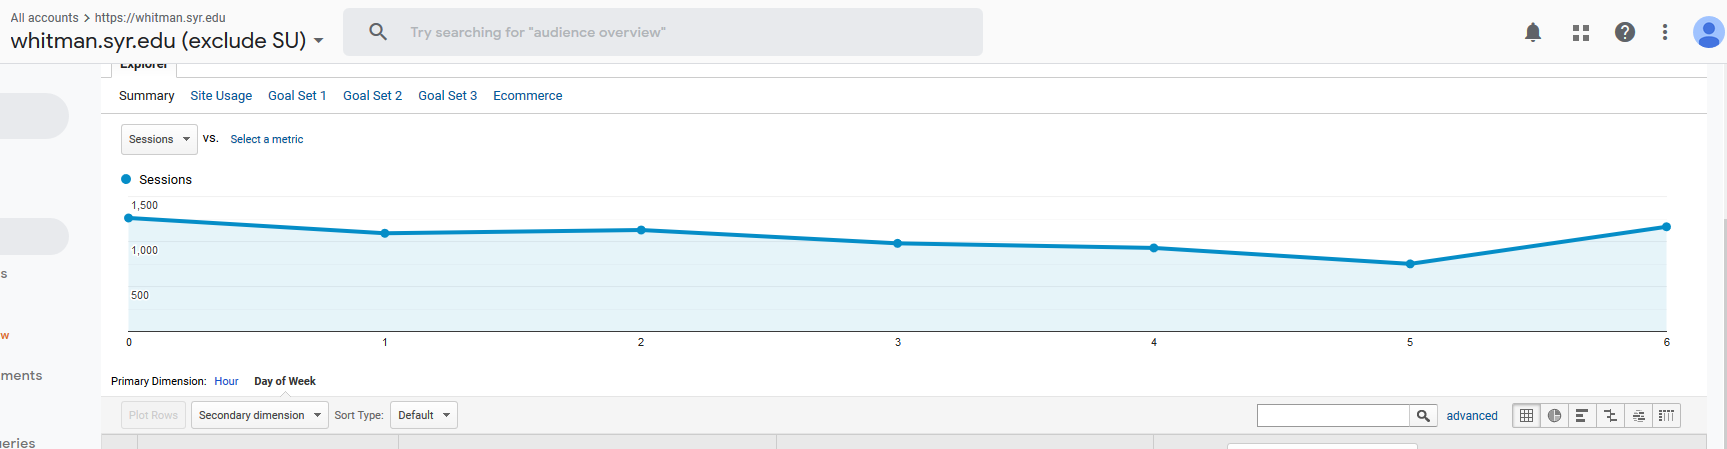 All accounts > https://whitman.syr.edu
whitman.syr.edu (exclude SU)
Try searching for "audience overview"
Explorer
Summary Site Usage Goal Set 1 Goal Set 2 Goal Set 3 Ecommerce
Sessions vs. Select a metric
Sessions
1,500
1,000
500
0 1 2 3 4 5 6
s
w
ments
eries
Primary Dimension: Hour Day of Week
Plot Rows Secondary dimension Sort Type: Default advanced